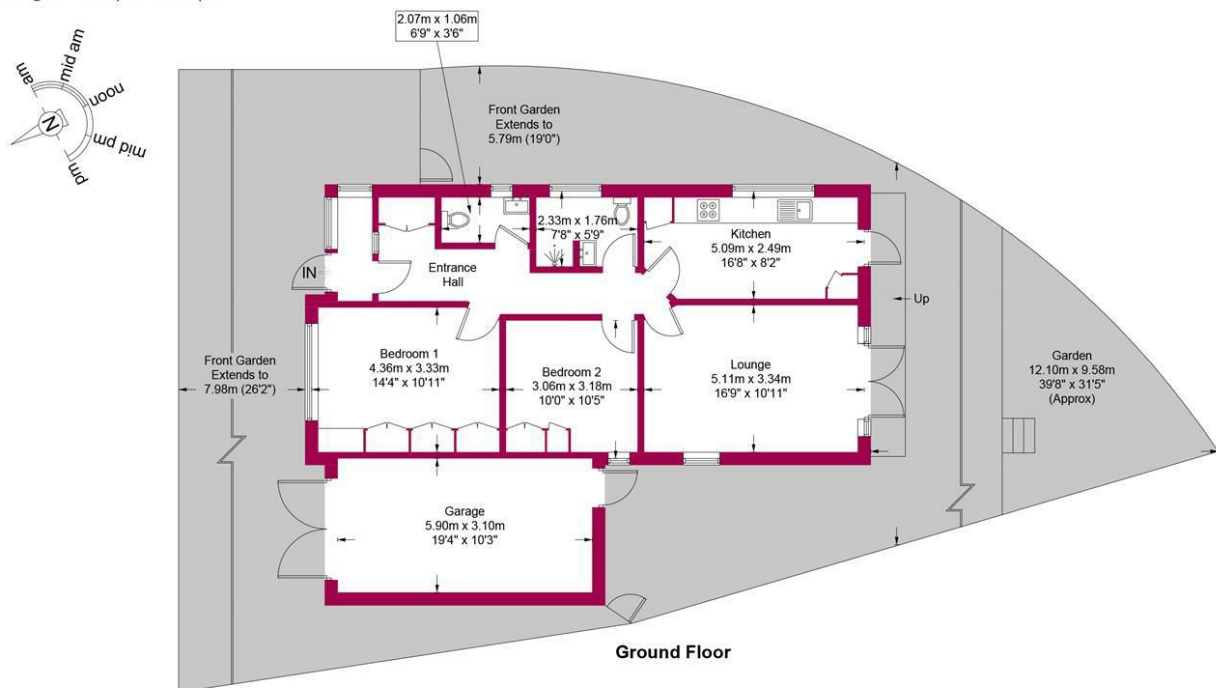 2.07m x 1.06m
6'9" x 3'6"
am
mid am
noon
mid pm
pm
N
Front Garden
Extends to
5.79m (19'0")
2.33m x 1.76m
7'8" x 5'9"
Kitchen
5.09m x 2.49m
16'8" x 8'2"
IN
Entrance
Hall
Up
Front Garden
Extends to
7.98m (26'2")
Bedroom 1
4.36m x 3.33m
14'4" x 10'11"
Bedroom 2
3.06m x 3.18m
10'0" x 10'5"
Lounge
5.11m x 3.34m
16'9" x 10'11"
Garden
12.10m x 9.58m
39'8" x 31'5"
(Approx)
Garage
5.90m x 3.10m
19'4" x 10'3"
Ground Floor